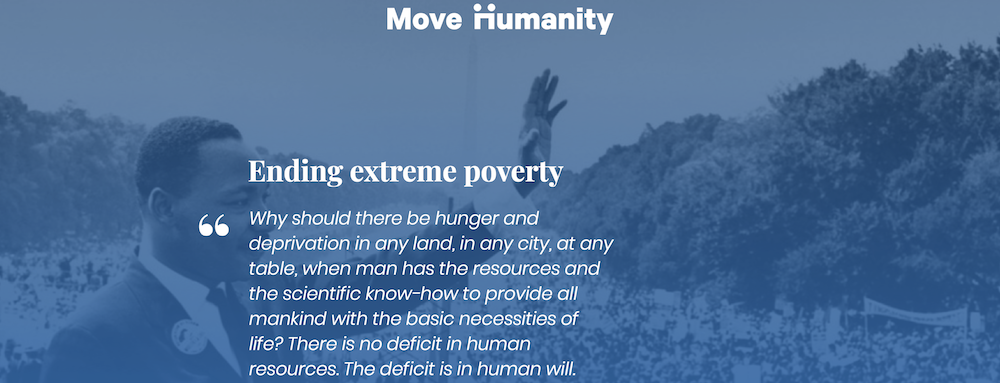 Move Humanity
Ending extreme poverty
“
Why should there be hunger and
deprivation in any land, in any city, at any
table, when man has the resources and
the scientific know-how to provide all
mankind with the basic necessities of
life? There is no deficit in human
resources. The deficit is in human will.